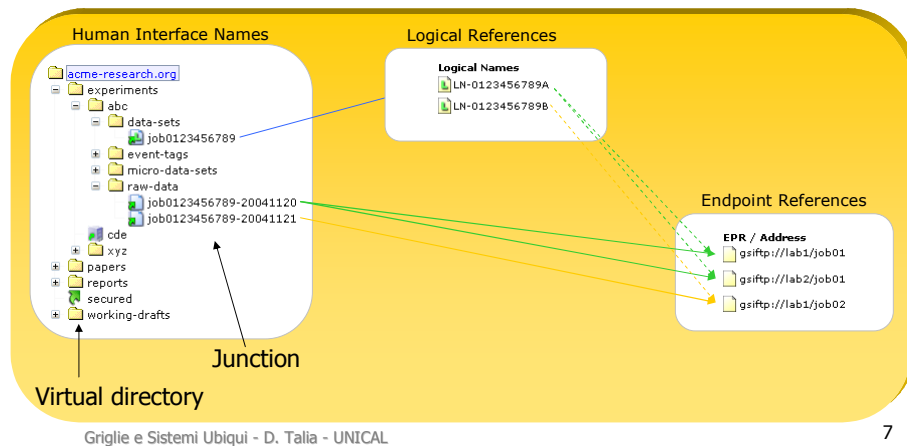 Human Interface Names
acme-research.org
experiments
abc
data-sets
job0123456789
event-tags
micro-data-sets
raw-data
job0123456789-20041120
job0123456789-20041121
cde
xyz
papers
reports
secured
working-drafts
Logical References
Logical Names
LN-0123456789A
LN-0123456789B
Endpoint References
EPR / Address
gsiftp://lab1/job01
gsiftp://lab2/job01
gsiftp://lab1/job02
Junction
Virtual directory
Griglie e Sistemi Ubiqui - D. Talia - UNICAL
7